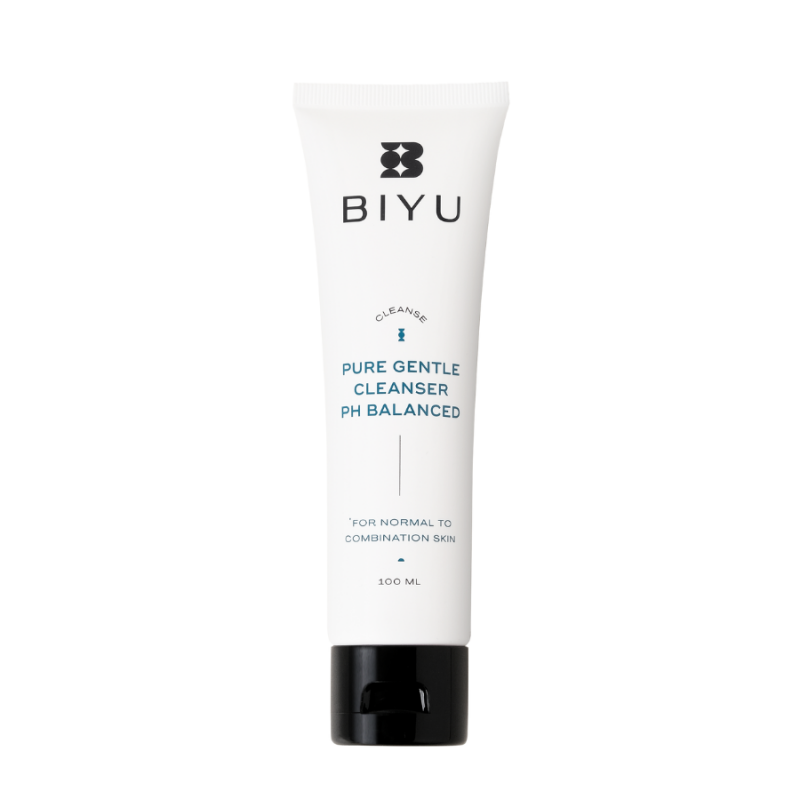 BIYU
CLEANSE
PURE GENTLE
CLEANSER
PH BALANCED
*FOR NORMAL TO
COMBINATION SKIN
100 ML